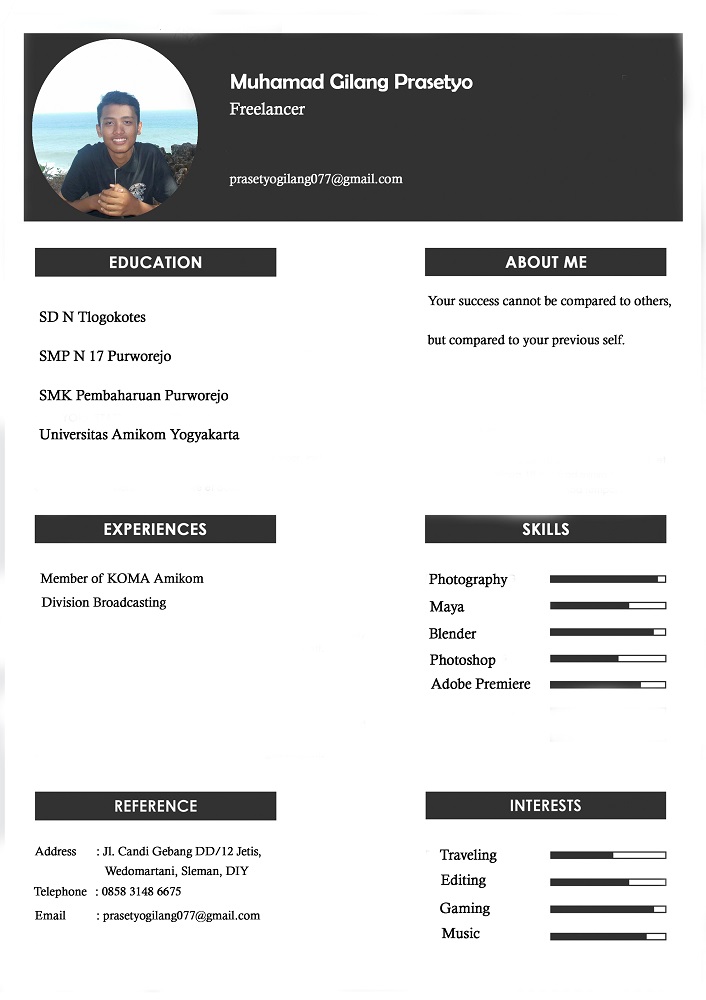 Muhamad Gilang Prasetyo
Freelancer
prasetyogilang077@gmail.com
EDUCATION
SD N Tlogokotes
SMP N 17 Purworejo
SMK Pembaharuan Purworejo
Universitas Amikom Yogyakarta
ABOUT ME
Your success cannot be compared to others,
but compared to your previous self.
EXPERIENCES
Member of KOMA Amikom
Division Broadcasting
SKILLS
Photography
Maya
Blender
Photoshop
Adobe Premiere
REFERENCE
Address : Jl. Candi Gebang DD/12 Jetis,
Wedomartani, Sleman, DIY
Telephone : 0858 3148 6675
Email : prasetyogilang077@gmail.com
INTERESTS
Traveling
Editing
Gaming
Music